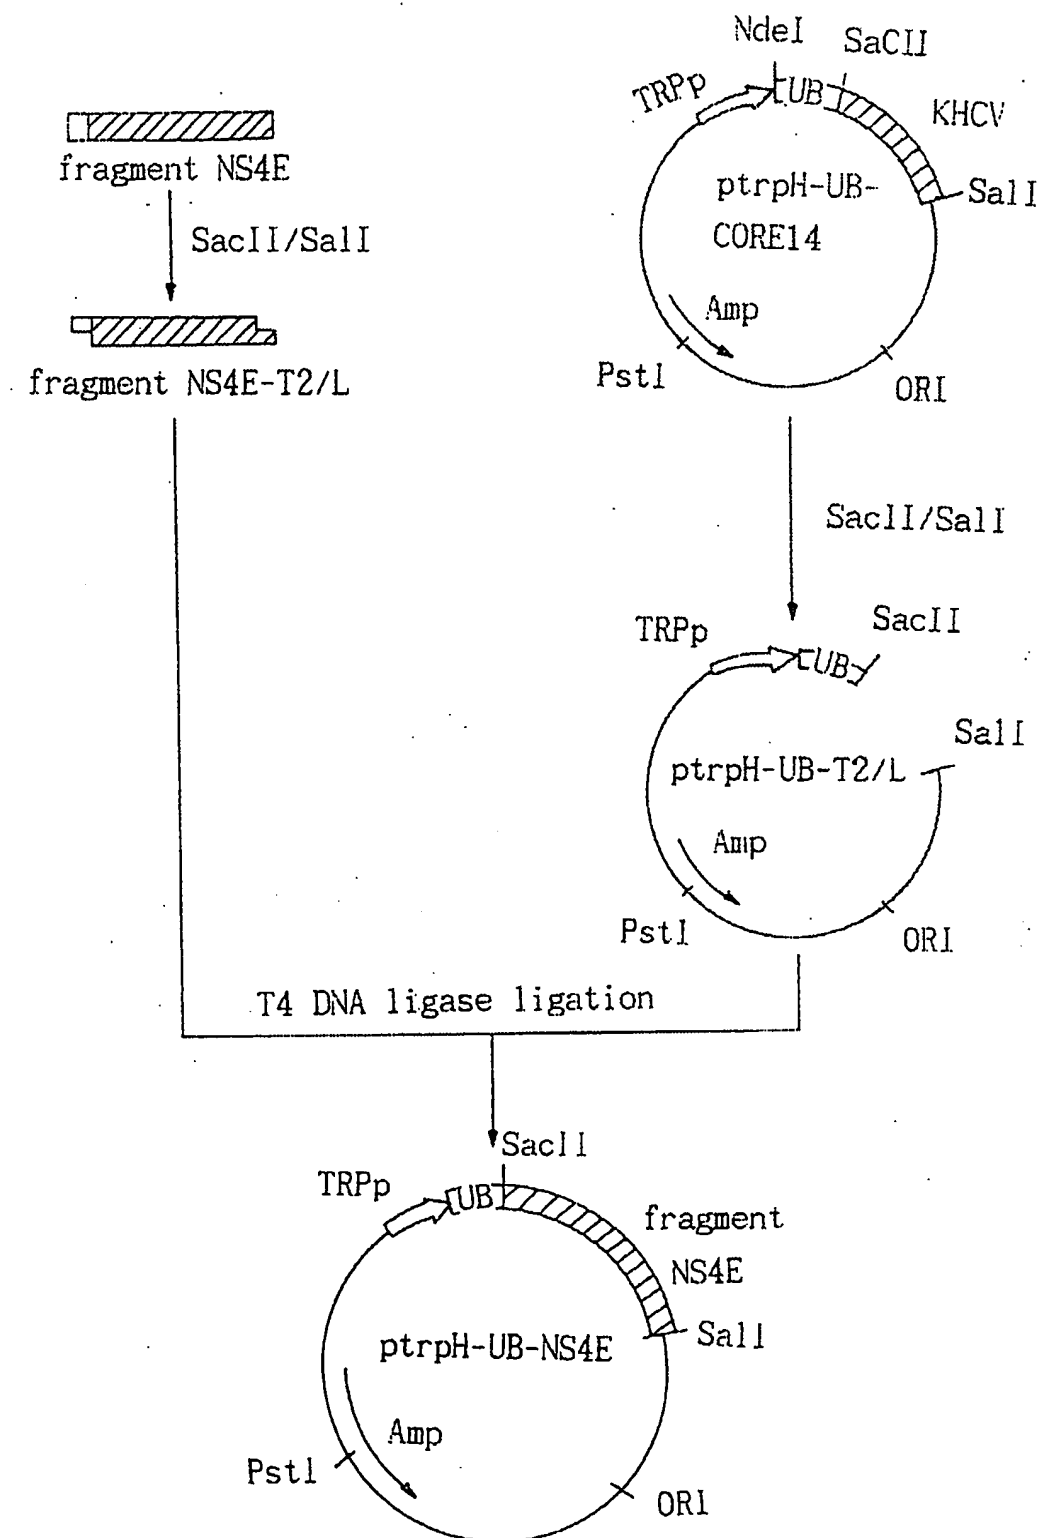 NdeI
SaCII
TRPp
UB
KHCV
fragment NS4E
ptrpH-UB-
SalI
CORE14
SacII/SalI
Amp
PstI
ORI
fragment NS4E-T2/L
SacII/SalI
SacII
TRPp
UB
SalI
ptrpH-UB-T2/L
Amp
PstI
ORI
T4 DNA ligase ligation
SacII
TRPp
UB
fragment
NS4E
SalI
ptrpH-UB-NS4E
Amp
PstI
ORI